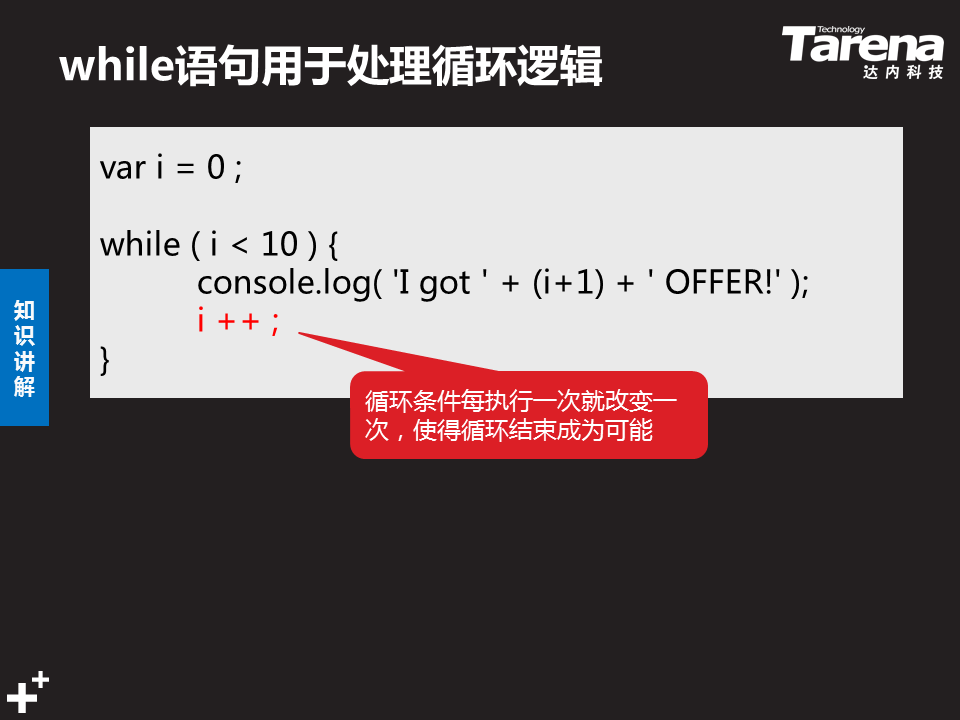 while语句用于处理循环逻辑
Technology
Tarena
达内科技
var i = 0 ;
while ( i < 10 ) {
console.log( 'I got ' + (i+1) + ' OFFER!' );
i ++ ;
}
知
识
讲
解
循环条件每执行一次就改变一
次，使得循环结束成为可能